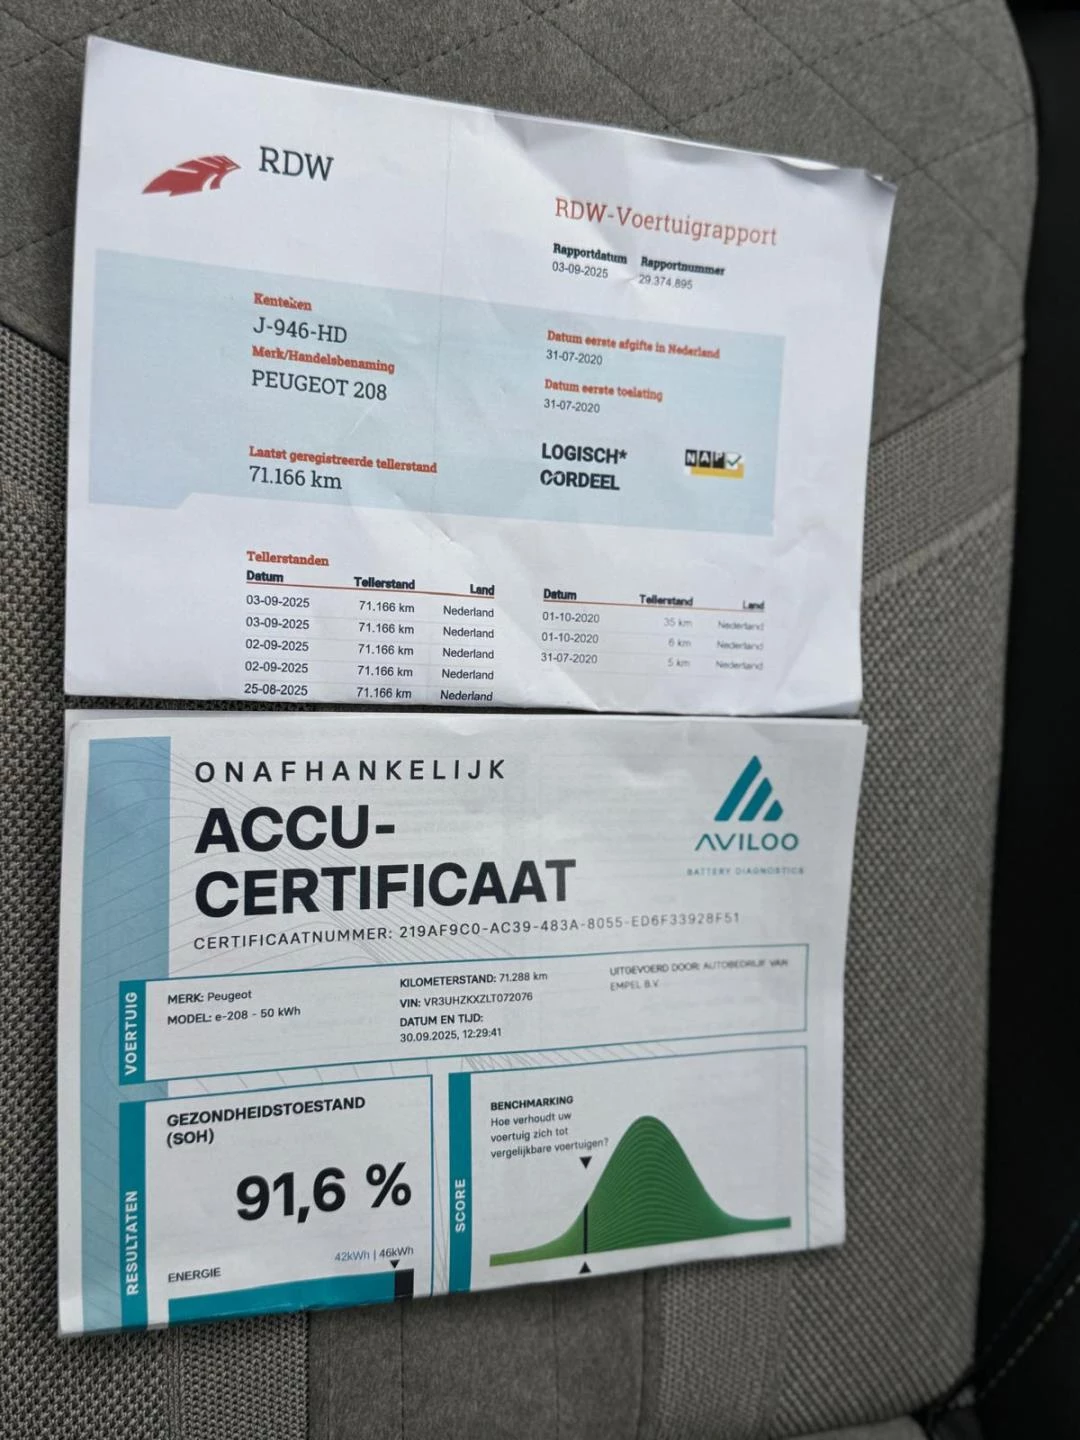 RDW
RDW-Voertuigrapport
Rapportdatum Rapportnummer
03-09-2025 29.374.895
Kenteken
J-946-HD
Merk/Handelsbenaming
PEUGEOT 208
Datum eerste afgifte in Nederland
31-07-2020
Datum eerste toelating
31-07-2020
Laatst geregistreerde tellerstand
71.166 km
LOGISCH*
CORDEEL
NAP
Tellerstanden
Datum Tellerstand Land
03-09-2025 71.166 km Nederland
03-09-2025 71.166 km Nederland
02-09-2025 71.166 km Nederland
02-09-2025 71.166 km Nederland
25-08-2025 71.166 km Nederland
Datum Tellerstand Land
01-10-2020 35 km Nederland
01-10-2020 6 km Nederland
31-07-2020 5 km Nederland
ONAFHANKELIJK
ACCU-
CERTIFICAAT
AVILOO
BATTERY DIAGNOSTICS
CERTIFICAATNUMMER: 219AF9C0-AC39-483A-8055-ED6F33928F51
VOERTUIG
MERK: Peugeot
MODEL: e-208 - 50 kWh
KILOMETERSTAND: 71.288 km
VIN: VR3UHZKXZLT072076
DATUM EN TIJD:
30.09.2025, 12:29:41
UITGEVOERD DOOR: AUTOBEDRIJF VAN
EMPEL B.V.
RESULTATEN
GEZONDHEIDSTOESTAND
(SOH)
91,6 %
42kWh | 46kWh
ENERGIE
SCORE
BENCHMARKING
Hoe verhoudt uw
voertuig zich tot
vergelijkbare voertuigen?